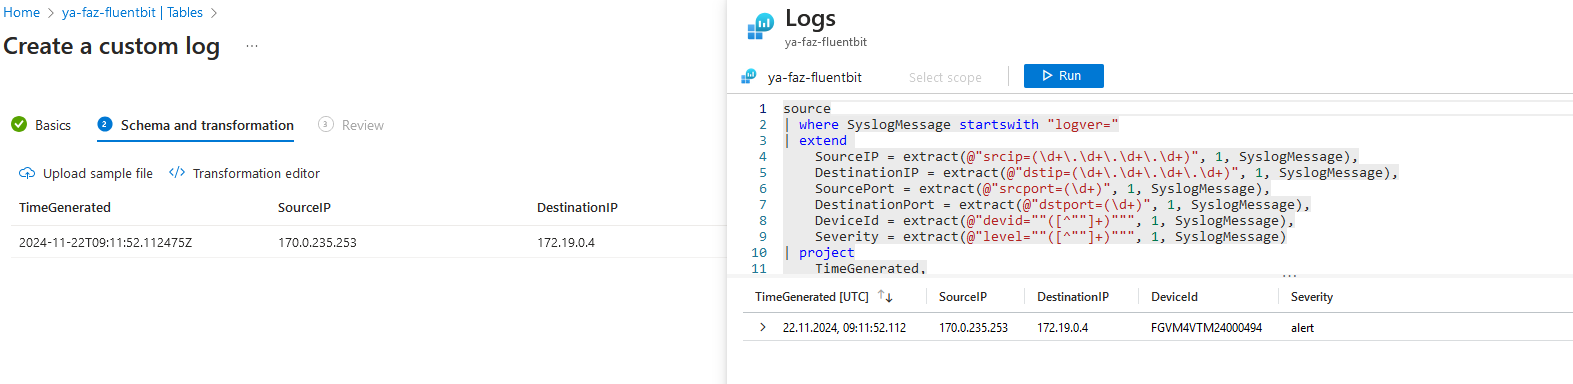 Home > ya-faz-fluentbit | Tables >
Create a custom log ...
Basics
2 Schema and transformation
3 Review
Upload sample file
</> Transformation editor
TimeGenerated SourceIP DestinationIP
2024-11-22T09:11:52.112475Z 170.0.235.253 172.19.0.4
Logs
ya-faz-fluentbit
ya-faz-fluentbit
Select scope
Run
1 source
2 | where SyslogMessage startswith "logver="
3 | extend
4 SourceIP = extract(@"srcip=(\d+\.\d+\.\d+\.\d+)", 1, SyslogMessage),
5 DestinationIP = extract(@"dstip=(\d+\.\d+\.\d+\.\d+)", 1, SyslogMessage),
6 SourcePort = extract(@"srcport=(\d+)", 1, SyslogMessage),
7 DestinationPort = extract(@"dstport=(\d+)", 1, SyslogMessage),
8 DeviceId = extract(@"devid=""([^""]+)""", 1, SyslogMessage),
9 Severity = extract(@"level=""([^""]+)""", 1, SyslogMessage)
10 | project
11 TimeGenerated,
...
TimeGenerated [UTC] ↑↓ SourceIP DestinationIP DeviceId Severity
> 22.11.2024, 09:11:52.112 170.0.235.253 172.19.0.4 FGVM4VTM24000494 alert